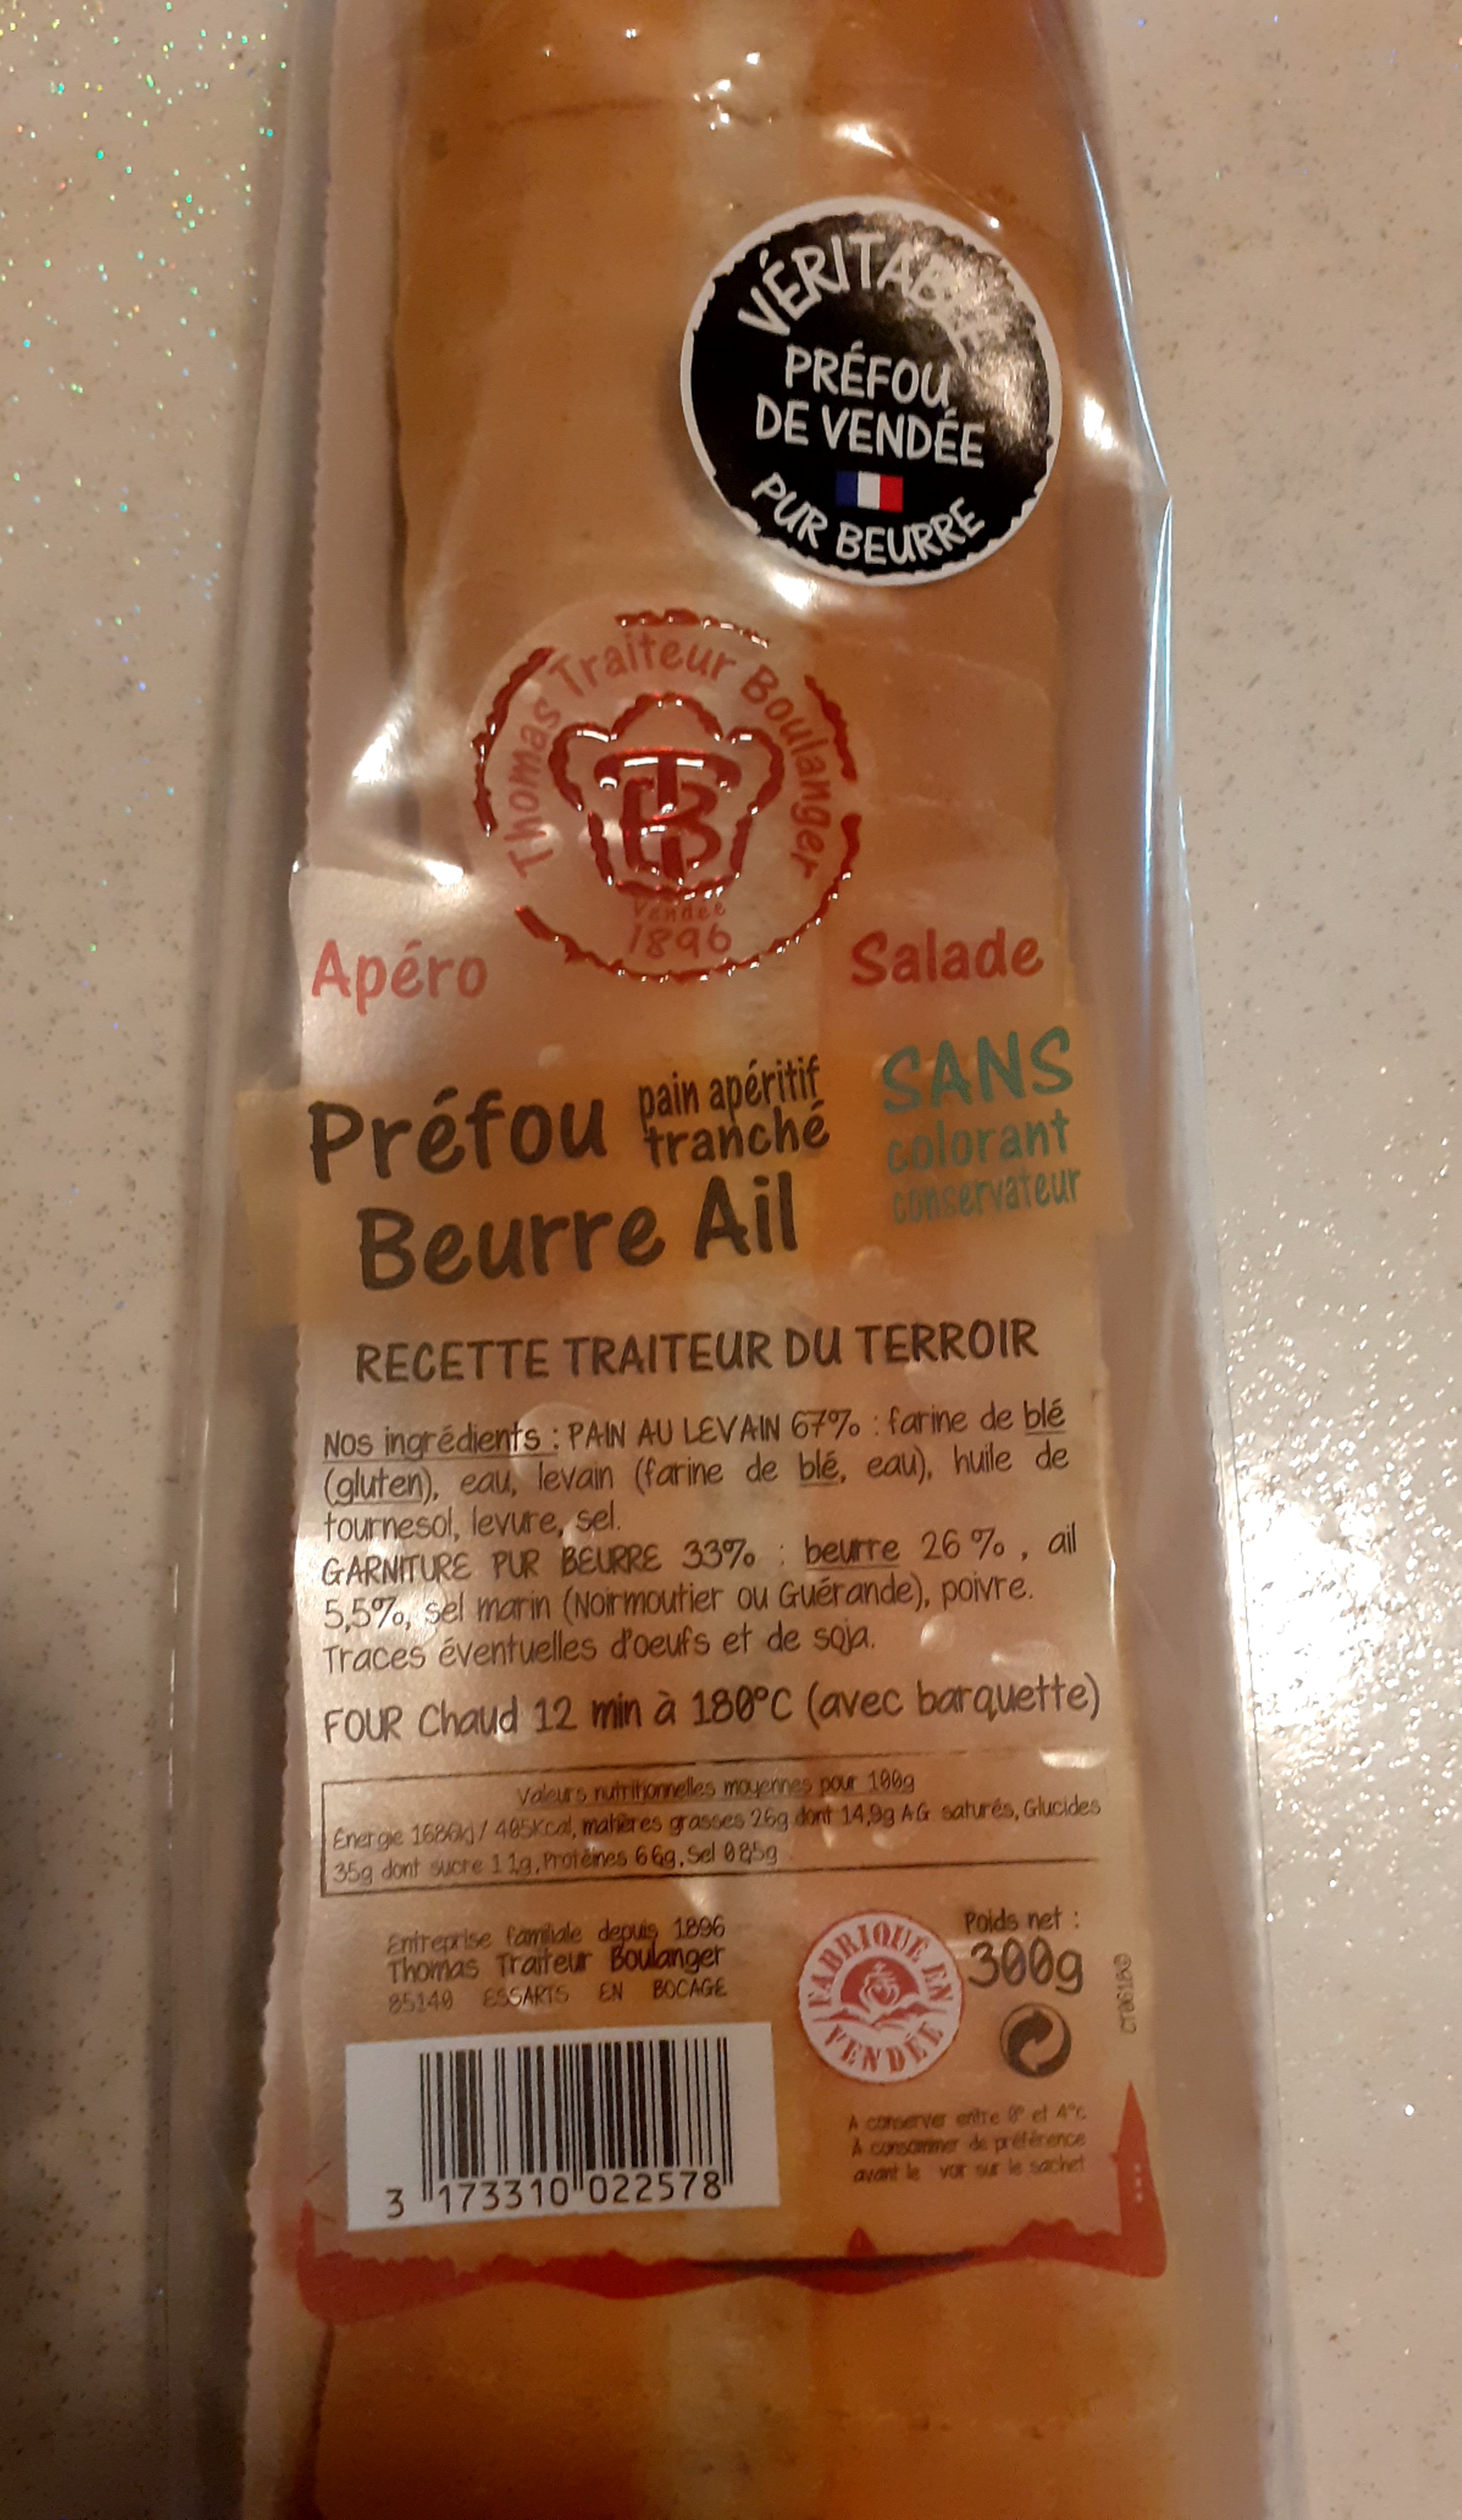 VÉRITABLE
PRÉFOU
DE VENDÉE
PUR BEURRE
Thomas Traiteur Boulanger
TB
Vendée
1896
Apéro
Salade
Préfou pain apéritif
tranché
SANS
colorant
conservateur
Beurre Ail
RECETTE TRAITEUR DU TERROIR
Nos ingrédients : PAIN AU LEVAIN 67% : farine de blé
(gluten), eau, levain (farine de blé, eau), huile de
tournesol, levure, sel.
GARNITURE PUR BEURRE 33% : beurre 26 % , ail
5,5%, sel marin (Noirmoutier ou Guérande), poivre.
Traces éventuelles d'oeufs et de soja.
FOUR Chaud 12 min à 180°C (avec barquette)
Valeurs nutritionnelles moyennes pour 100g
Energie 1680kj / 405Kcal, matières grasses 26g dont 14,9g AG saturés, Glucides
35g dont sucre 1 1g, Protéines 6 6g, Sel 0 85g
Entreprise familiale depuis 1896
Thomas Traiteur Boulanger
85140 ESSARTS EN BOCAGE
FABRIQUÉ EN
VENDÉE
Poids net :
300g
CT0618@
3 173310 022578
A conserver entre 0° et 4°c
A consommer de préférence
avant le voir sur le sachet